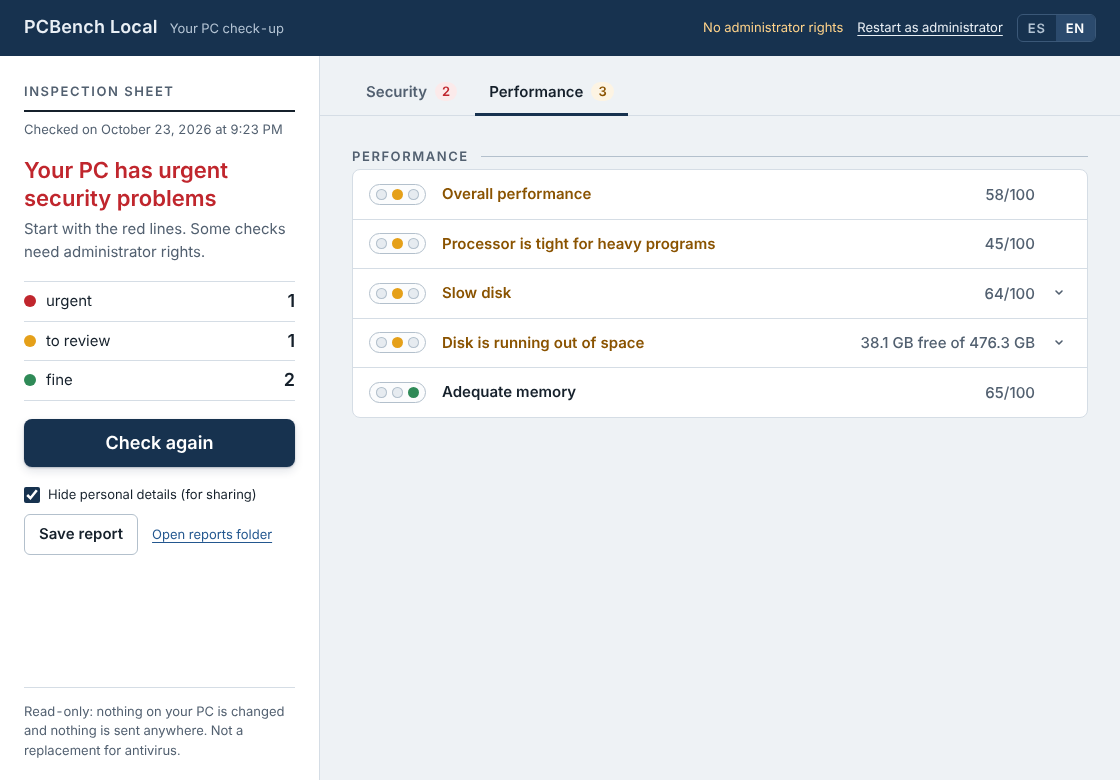 PCBench Local Your PC check-up
No administrator rights Restart as administrator ES EN
INSPECTION SHEET
Checked on October 23, 2026 at 9:23 PM
Your PC has urgent
security problems
Start with the red lines. Some checks
need administrator rights.
urgent 1
to review 1
fine 2
Check again
Hide personal details (for sharing)
Save report Open reports folder
Read-only: nothing on your PC is changed
and nothing is sent anywhere. Not a
replacement for antivirus.
Security 2 Performance 3
PERFORMANCE
Overall performance 58/100
Processor is tight for heavy programs 45/100
Slow disk 64/100
Disk is running out of space 38.1 GB free of 476.3 GB
Adequate memory 65/100